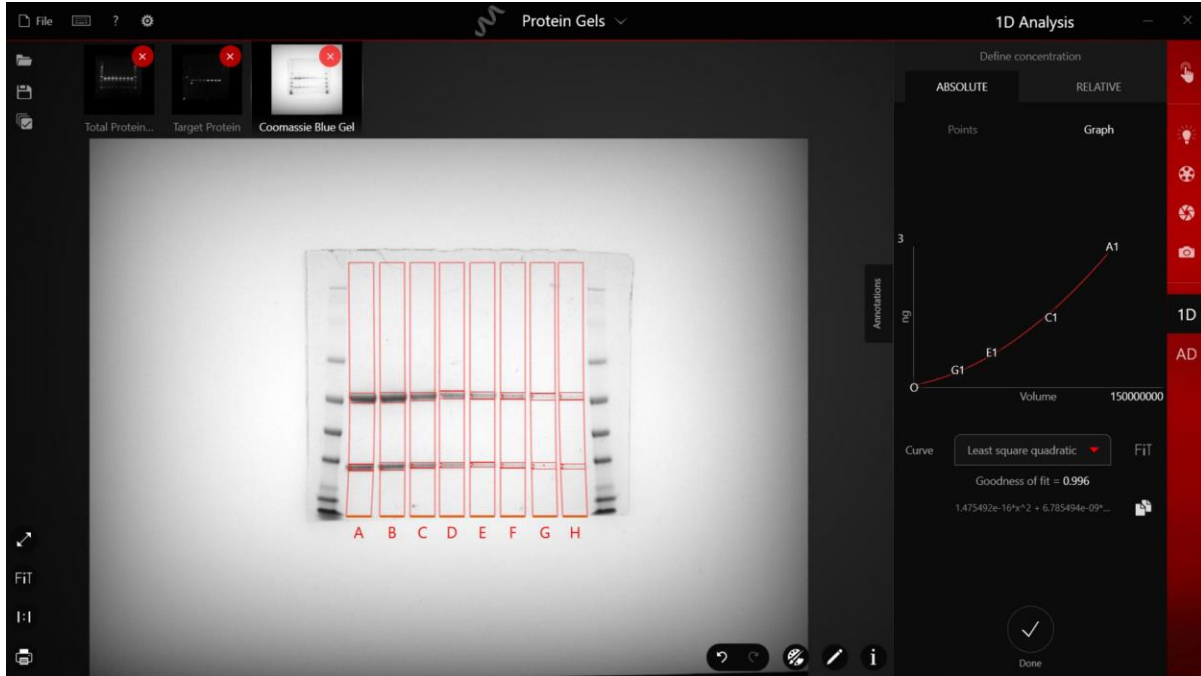 File ? Protein Gels 1D Analysis
Total Protein... Target Protein Coomassie Blue Gel
A B C D E F G H
FiT
1:1
i
Annotations
Define concentration
ABSOLUTE RELATIVE
Points Graph
3
ng
A1
C1
E1
G1
O
Volume 150000000
Curve Least square quadratic FiT
Goodness of fit = 0.996
1.475492e-16*x^2 + 6.785494e-09*...
Done
1D
AD